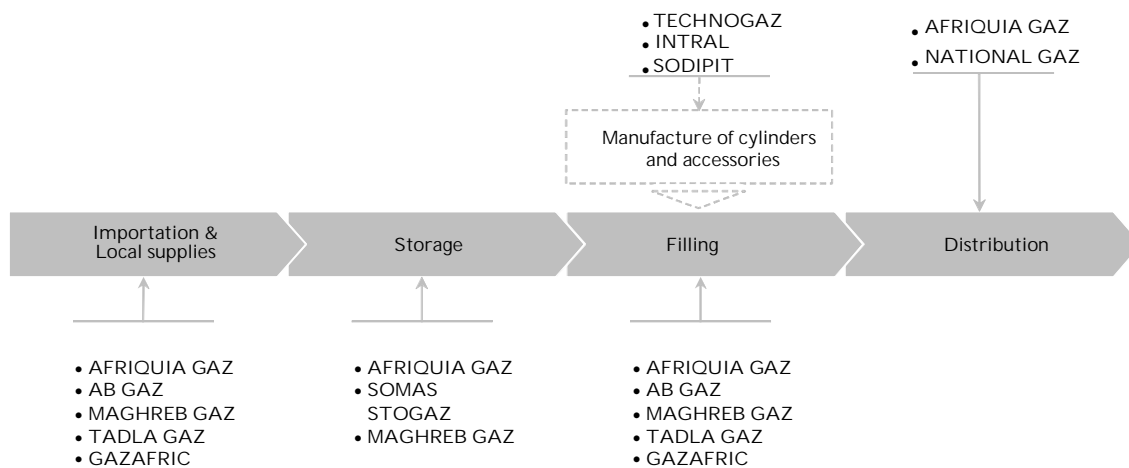 • TECHNOGAZ
• INTRAL
• SODIPIT
• AFRIQUIA GAZ
• NATIONAL GAZ
Manufacture of cylinders
and accessories
Importation &
Local supplies
Storage
Filling
Distribution
• AFRIQUIA GAZ
• AB GAZ
• MAGHREB GAZ
• TADLA GAZ
• GAZAFRIC
• AFRIQUIA GAZ
• SOMAS
STOGAZ
• MAGHREB GAZ
• AFRIQUIA GAZ
• AB GAZ
• MAGHREB GAZ
• TADLA GAZ
• GAZAFRIC